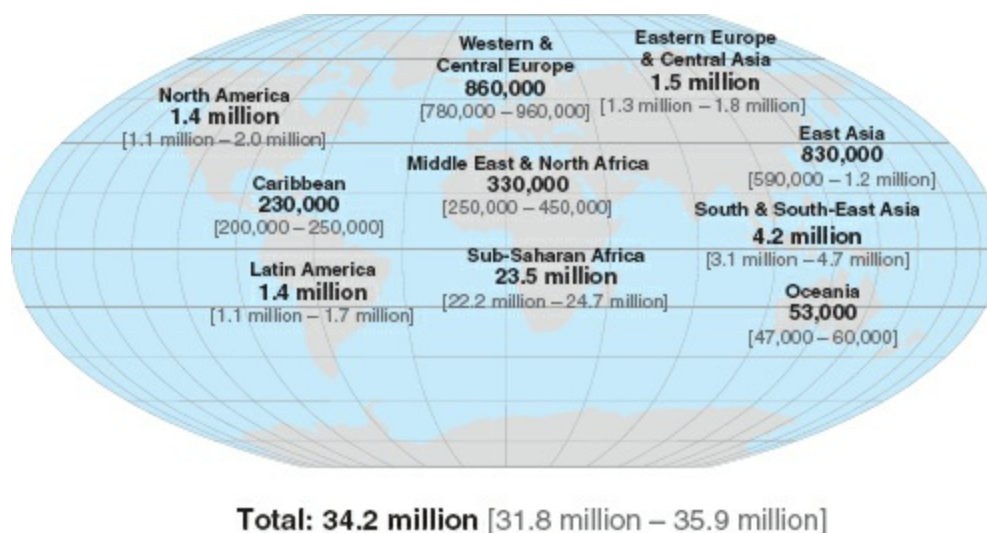 Western &
Central Europe
860,000
[780,000 – 960,000]
Eastern Europe
& Central Asia
1.5 million
[1.3 million – 1.8 million]
North America
1.4 million
[1.1 million – 2.0 million]
East Asia
830,000
[590,000 – 1.2 million]
Middle East & North Africa
330,000
[250,000 – 450,000]
Caribbean
230,000
[200,000 – 250,000]
South & South-East Asia
4.2 million
[3.1 million – 4.7 million]
Sub-Saharan Africa
23.5 million
[22.2 million – 24.7 million]
Latin America
1.4 million
[1.1 million – 1.7 million]
Oceania
53,000
[47,000 – 60,000]
Total: 34.2 million [31.8 million – 35.9 million]